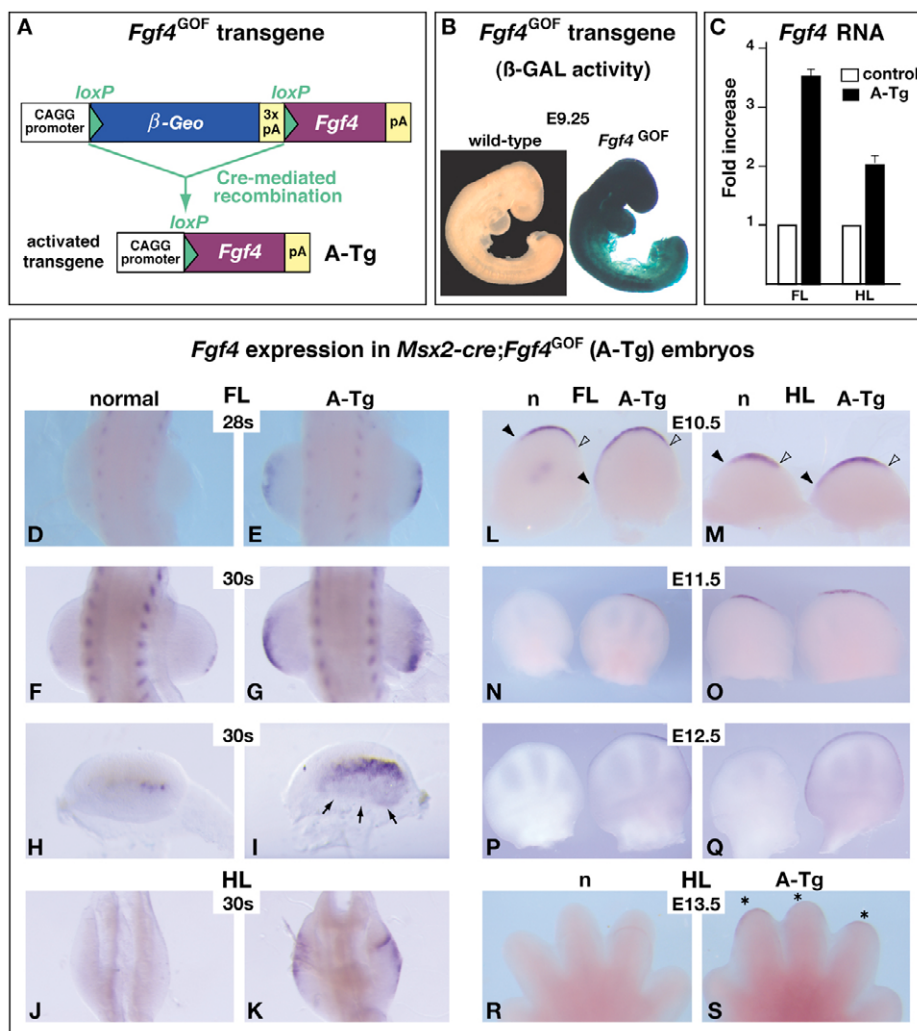 A
Fgf4GOF transgene
loxP
loxP
CAGG promoter
β-Geo
3x pA
Fgf4
pA
Cre-mediated
recombination
loxP
activated
transgene
CAGG promoter
Fgf4
pA
A-Tg
B
Fgf4GOF transgene
(ß-GAL activity)
E9.25
wild-type
Fgf4 GOF
C
Fgf4 RNA
control
A-Tg
Fold increase
4
3
2
1
FL
HL
Fgf4 expression in Msx2-cre;Fgf4GOF (A-Tg) embryos
normal
FL
A-Tg
28s
D
E
30s
F
G
30s
H
I
HL
30s
J
K
n
FL
A-Tg
n
HL
A-Tg
E10.5
L
M
E11.5
N
O
E12.5
P
Q
n
HL
A-Tg
E13.5
* * *
R
S